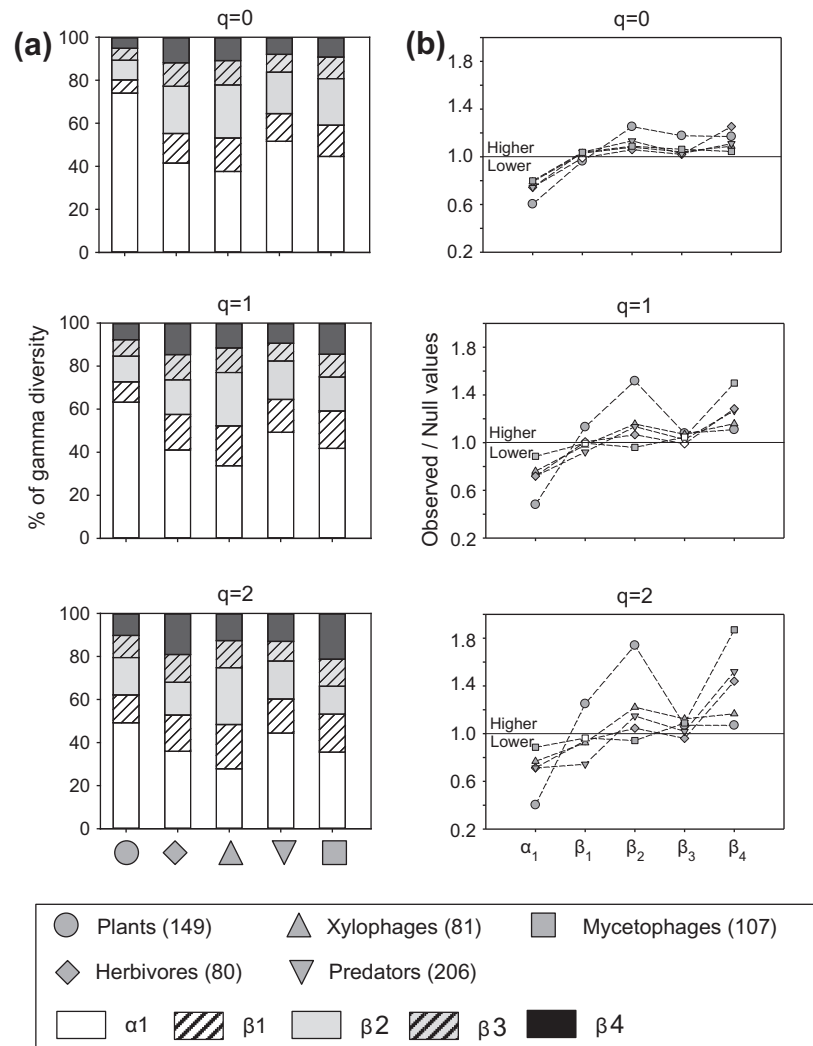 (a)
q=0
100
80
60
40
20
0
q=1
100
80
60
40
20
0
% of gamma diversity
q=2
100
80
60
40
20
0
(b)
q=0
1.8
1.4
1.0
0.6
0.2
Higher
Lower
q=1
1.8
1.4
1.0
0.6
0.2
Higher
Lower
Observed / Null values
q=2
1.8
1.4
1.0
0.6
0.2
Higher
Lower
α1 β1 β2 β3 β4
Plants (149) Xylophages (81) Mycetophages (107)
Herbivores (80) Predators (206)
α1 β1 β2 β3 β4